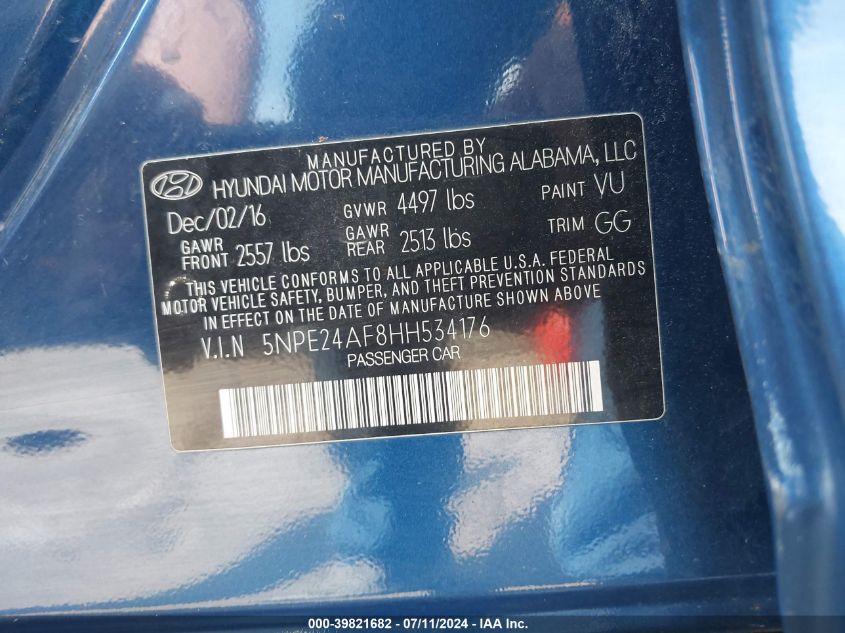 MANUFACTURED BY
HYUNDAI MOTOR MANUFACTURING ALABAMA, LLC
Dec/02/16 GVWR 4497 lbs PAINT VU
GAWR FRONT 2557 lbs GAWR REAR 2513 lbs TRIM GG
THIS VEHICLE CONFORMS TO ALL APPLICABLE U.S.A. FEDERAL
MOTOR VEHICLE SAFETY, BUMPER, AND THEFT PREVENTION STANDARDS
IN EFFECT ON THE DATE OF MANUFACTURE SHOWN ABOVE
V.I.N 5NPE24AF8HH534176
PASSENGER CAR
000-39821682 - 07/11/2024 - IAA Inc.